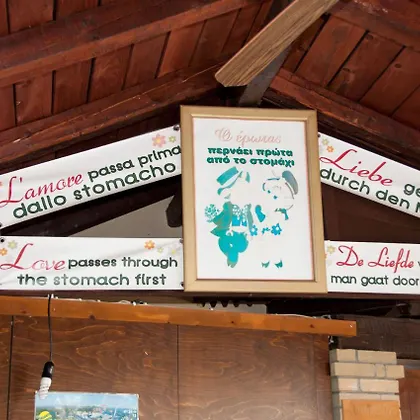 L'amore passa prima
dallo stomacho
Ο έρωτας
περνάει πρώτα
από το στομάχι
Liebe
durch den
Love passes through
the stomach first
De Liefde
man gaat door